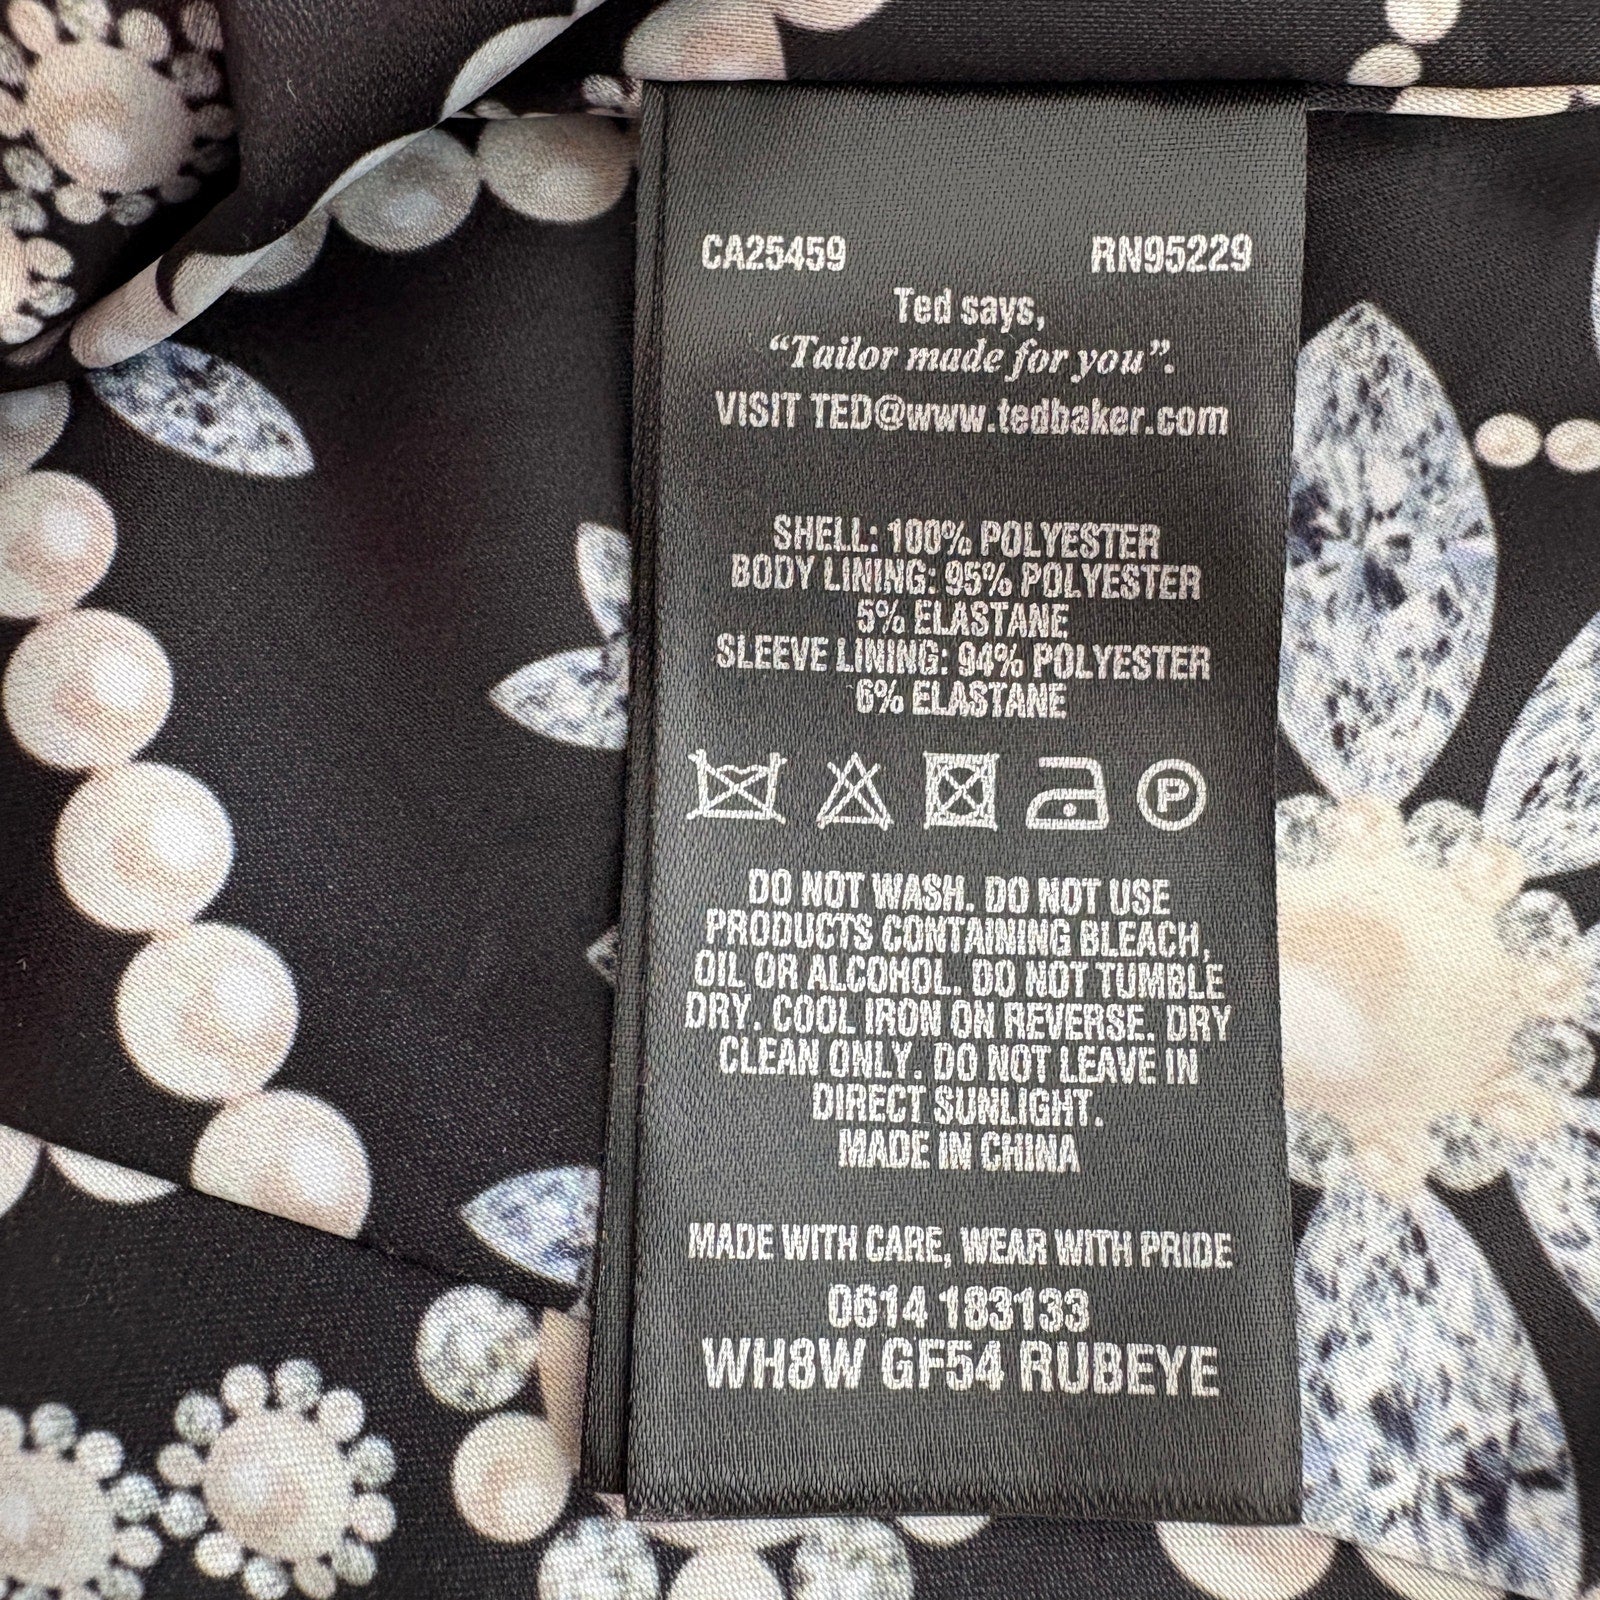 CA25459 RN95229
Ted says,
“Tailor made for you”.
VISIT TED@www.tedbaker.com
SHELL: 100% POLYESTER
BODY LINING: 95% POLYESTER
5% ELASTANE
SLEEVE LINING: 94% POLYESTER
6% ELASTANE
P
DO NOT WASH. DO NOT USE
PRODUCTS CONTAINING BLEACH,
OIL OR ALCOHOL. DO NOT TUMBLE
DRY. COOL IRON ON REVERSE. DRY
CLEAN ONLY. DO NOT LEAVE IN
DIRECT SUNLIGHT.
MADE IN CHINA
MADE WITH CARE, WEAR WITH PRIDE
0614 183133
WH8W GF54 RUBEYE